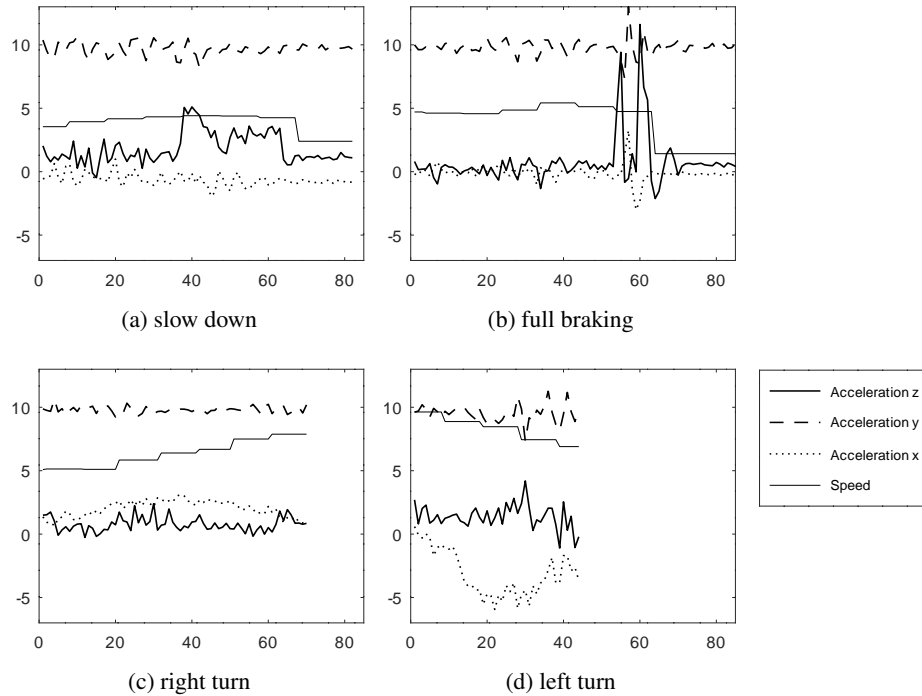 10
5
0
-5
0 20 40 60 80
(a) slow down
10
5
0
-5
0 20 40 60 80
(b) full braking
10
5
0
-5
0 20 40 60 80
(c) right turn
10
5
0
-5
0 20 40 60 80
(d) left turn
Acceleration z
Acceleration y
Acceleration x
Speed